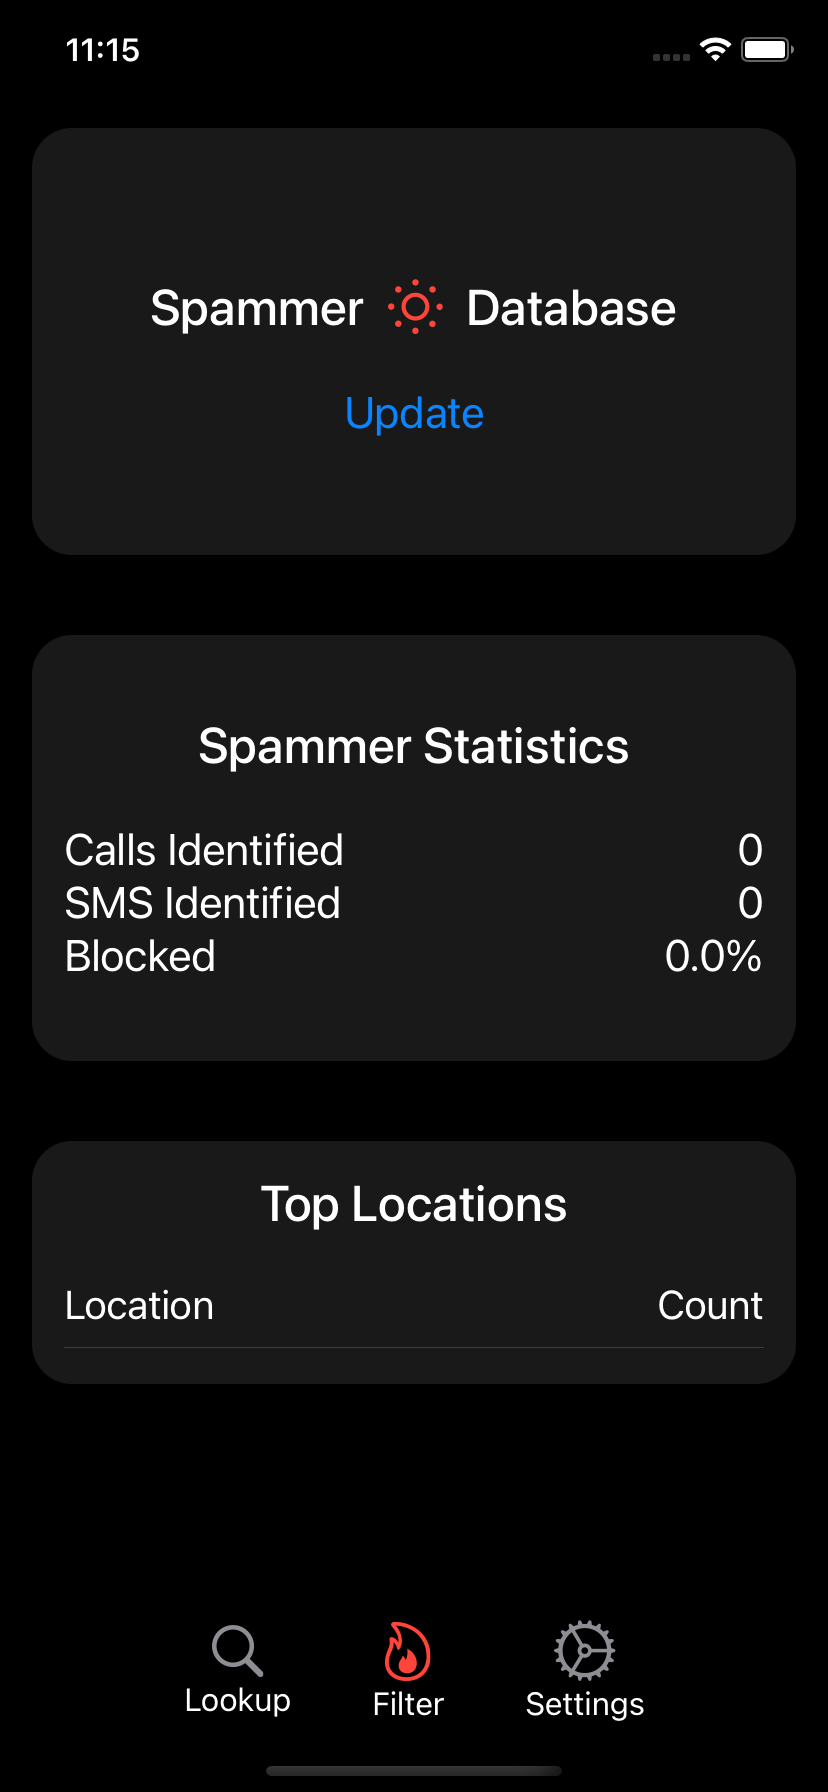 11:15
Spammer Database
Update
Spammer Statistics
Calls Identified 0
SMS Identified 0
Blocked 0.0%
Top Locations
Location Count
Lookup Filter Settings